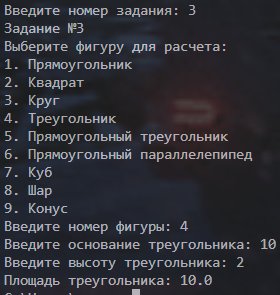 Введите номер задания: 3
Задание №3
Выберите фигуру для расчета:
1. Прямоугольник
2. Квадрат
3. Круг
4. Треугольник
5. Прямоугольный треугольник
6. Прямоугольный параллелепипед
7. Куб
8. Шар
9. Конус
Введите номер фигуры: 4
Введите основание треугольника: 10
Введите высоту треугольника: 2
Площадь треугольника: 10.0